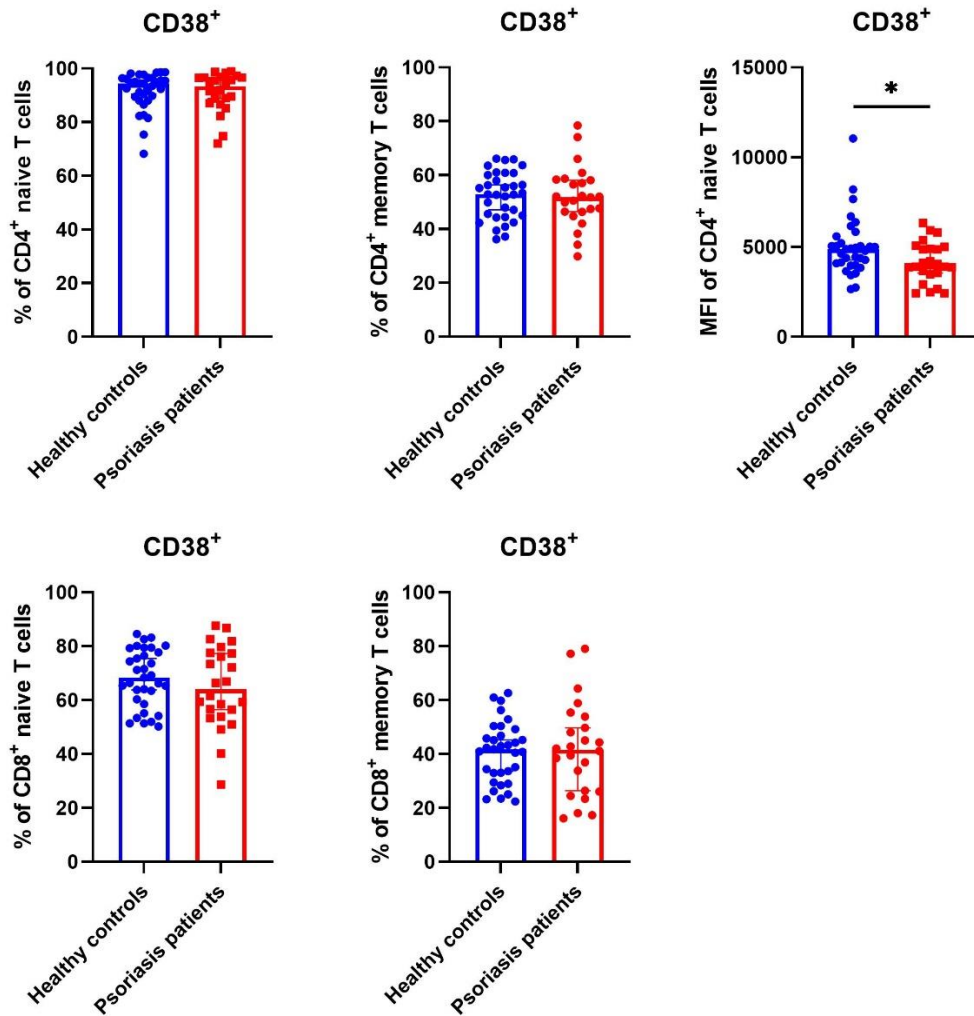 CD38⁺
% of CD4⁺ naive T cells
100
80
60
40
20
0
Healthy controls
Psoriasis patients
CD38⁺
% of CD4⁺ memory T cells
100
80
60
40
20
0
Healthy controls
Psoriasis patients
CD38⁺
MFI of CD4⁺ naive T cells
15000
10000
5000
0
*
Healthy controls
Psoriasis patients
CD38⁺
% of CD8⁺ naive T cells
100
80
60
40
20
0
Healthy controls
Psoriasis patients
CD38⁺
% of CD8⁺ memory T cells
100
80
60
40
20
0
Healthy controls
Psoriasis patients